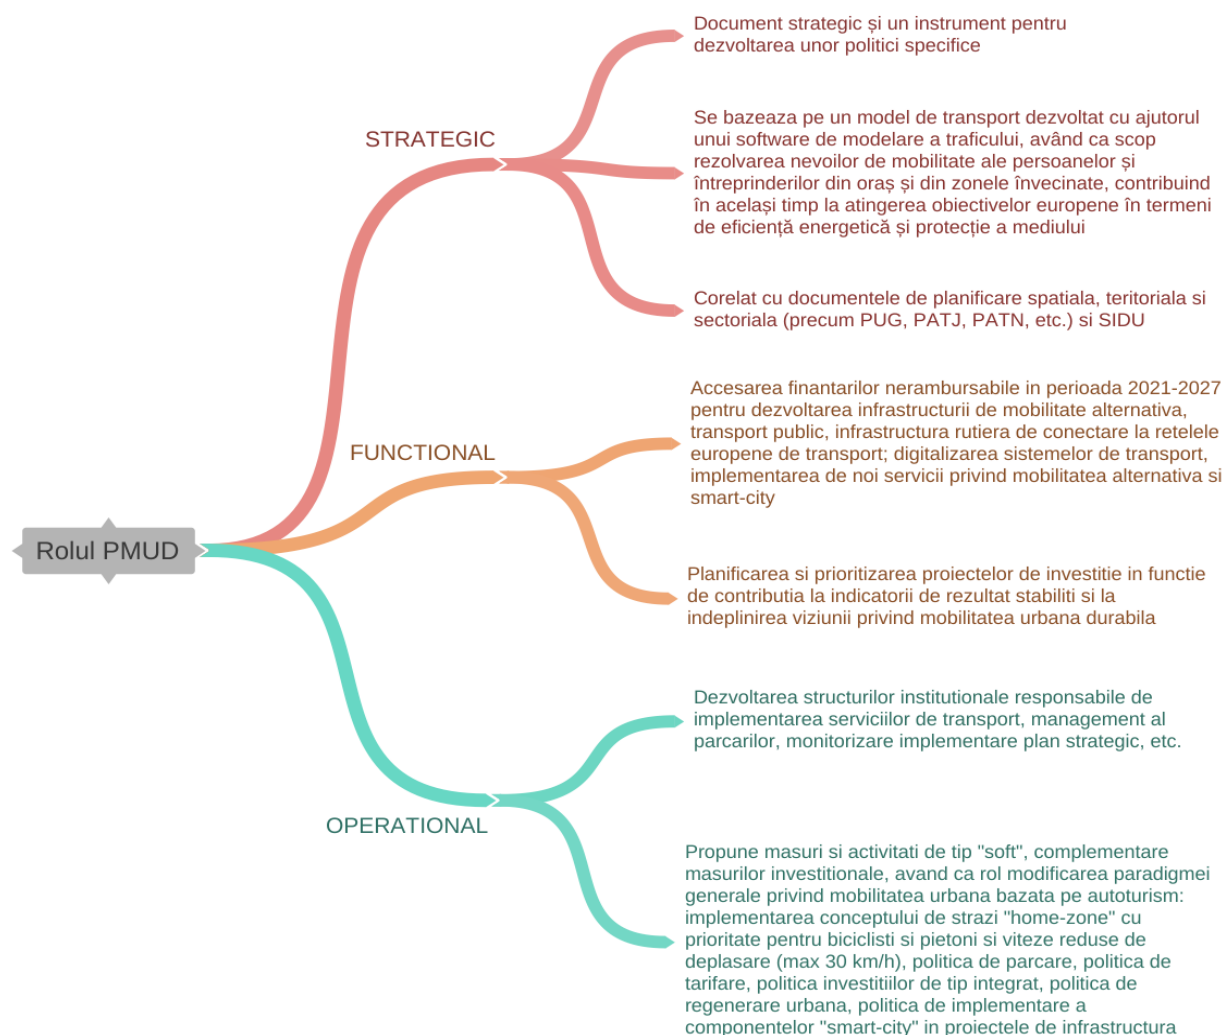 Document strategic și un instrument pentru
dezvoltarea unor politici specifice
STRATEGIC
Se bazeaza pe un model de transport dezvoltat cu ajutorul
unui software de modelare a traficului, având ca scop
rezolvarea nevoilor de mobilitate ale persoanelor și
întreprinderilor din oraș și din zonele învecinate, contribuind
în același timp la atingerea obiectivelor europene în termeni
de eficiență energetică și protecție a mediului
Corelat cu documentele de planificare spatiala, teritoriala si
sectoriala (precum PUG, PATJ, PATN, etc.) si SIDU
FUNCTIONAL
Accesarea finantarilor nerambursabile in perioada 2021-2027
pentru dezvoltarea infrastructurii de mobilitate alternativa,
transport public, infrastructura rutiera de conectare la retelele
europene de transport; digitalizarea sistemelor de transport,
implementarea de noi servicii privind mobilitatea alternativa si
smart-city
Rolul PMUD
Planificarea si prioritizarea proiectelor de investitie in functie
de contributia la indicatorii de rezultat stabiliti si la
indeplinirea viziunii privind mobilitatea urbana durabila
Dezvoltarea structurilor institutionale responsabile de
implementarea serviciilor de transport, management al
parcarilor, monitorizare implementare plan strategic, etc.
OPERATIONAL
Propune masuri si activitati de tip "soft", complementare
masurilor investitionale, avand ca rol modificarea paradigmei
generale privind mobilitatea urbana bazata pe autoturism:
implementarea conceptului de strazi "home-zone" cu
prioritate pentru biciclisti si pietoni si viteze reduse de
deplasare (max 30 km/h), politica de parcare, politica de
tarifare, politica investitiilor de tip integrat, politica de
regenerare urbana, politica de implementare a
componentelor "smart-city" in proiectele de infrastructura